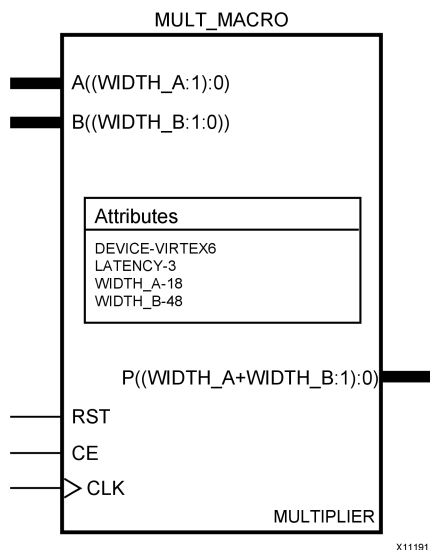 MULT_MACRO
A((WIDTH_A:1):0)
B((WIDTH_B:1:0))
Attributes
DEVICE-VIRTEX6
LATENCY-3
WIDTH_A-18
WIDTH_B-48
P((WIDTH_A+WIDTH_B:1):0)
RST
CE
CLK
MULTIPLIER
X11191